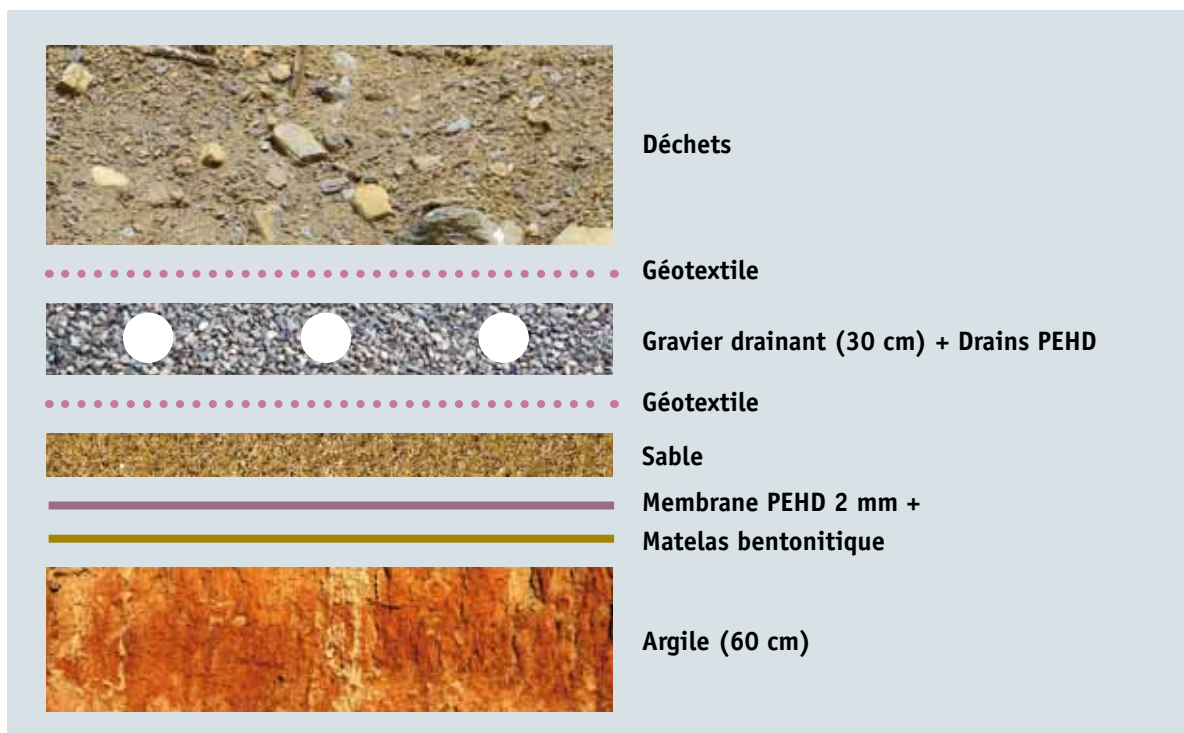 Déchets
Géotextile
Gravier drainant (30 cm) + Drains PEHD
Géotextile
Sable
Membrane PEHD 2 mm +
Matelas bentonitique
Argile (60 cm)